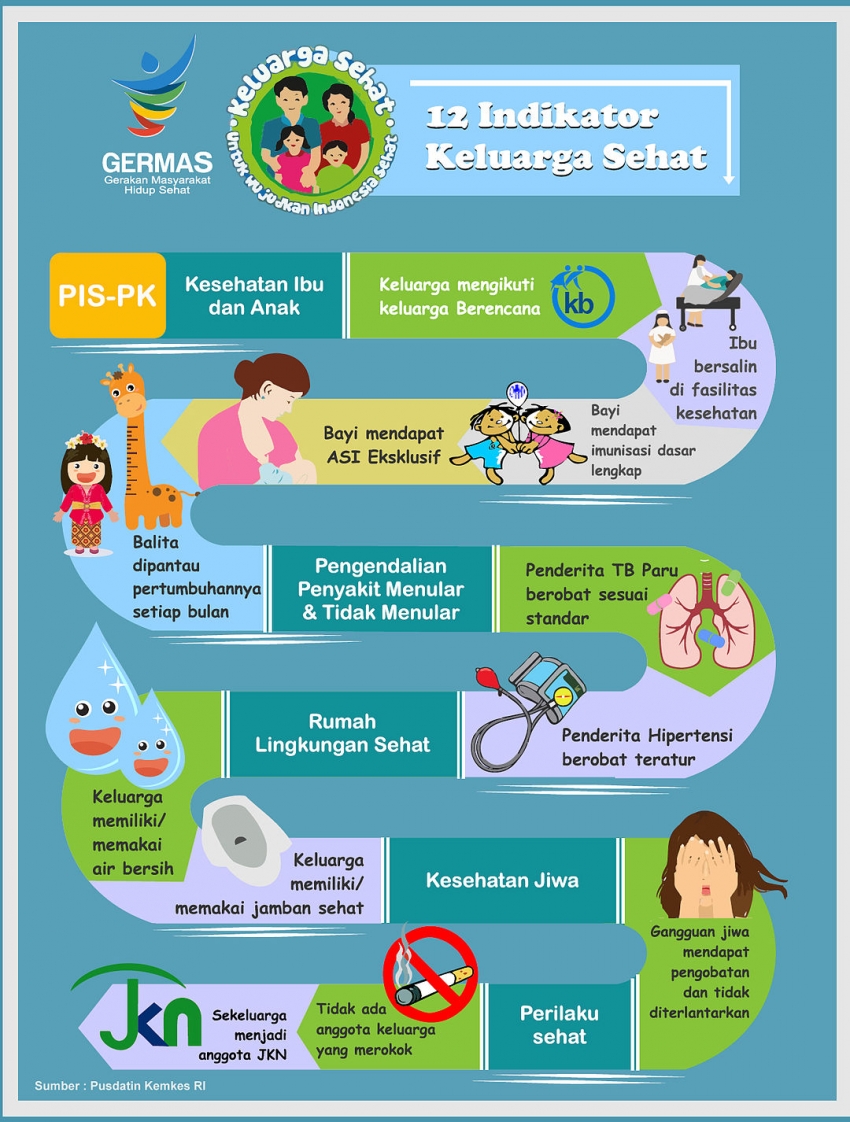 GERMAS
Gerakan Masyarakat
Hidup Sehat
Keluarga Sehat
untuk wujudkan Indonesia Sehat
12 Indikator
Keluarga Sehat
PIS-PK
Kesehatan Ibu
dan Anak
Keluarga mengikuti
keluarga Berencana
kb
Ibu
bersalin
di fasilitas
kesehatan
Bayi
mendapat
imunisasi dasar
lengkap
Bayi mendapat
ASI Eksklusif
Balita
dipantau
pertumbuhannya
setiap bulan
Pengendalian
Penyakit Menular
& Tidak Menular
Penderita TB Paru
berobat sesuai
standar
Penderita Hipertensi
berobat teratur
Rumah
Lingkungan Sehat
Keluarga
memiliki/
memakai
air bersih
Keluarga
memiliki/
memakai jamban sehat
Kesehatan Jiwa
Gangguan jiwa
mendapat
pengobatan
dan tidak
diterlantarkan
Perilaku
sehat
Tidak ada
anggota keluarga
yang merokok
Sekeluarga
menjadi
anggota JKN
JKN
Sumber : Pusdatin Kemkes RI